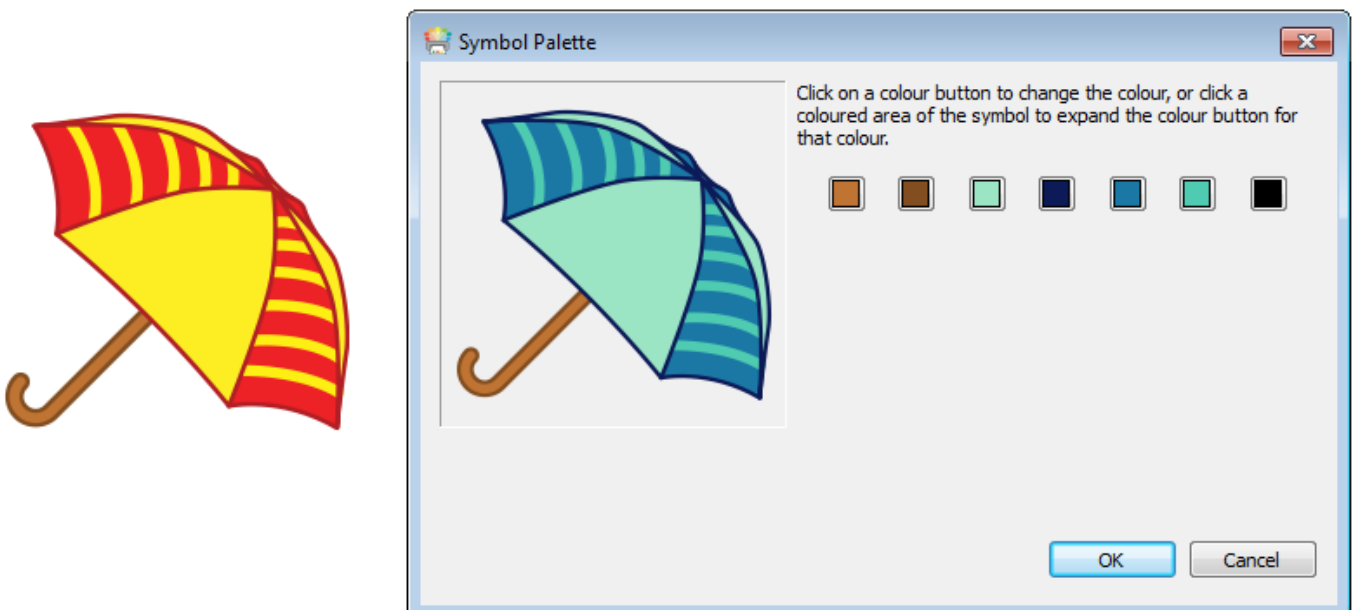 Symbol Palette
Click on a colour button to change the colour, or click a
coloured area of the symbol to expand the colour button for
that colour.
OK
Cancel